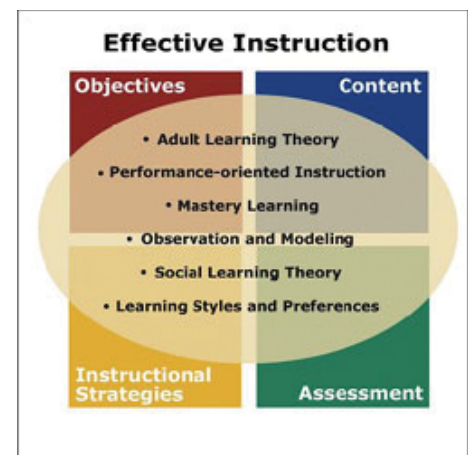 Effective Instruction
Objectives
Content
• Adult Learning Theory
• Performance-oriented Instruction
• Mastery Learning
• Observation and Modeling
• Social Learning Theory
• Learning Styles and Preferences
Instructional
Strategies
Assessment